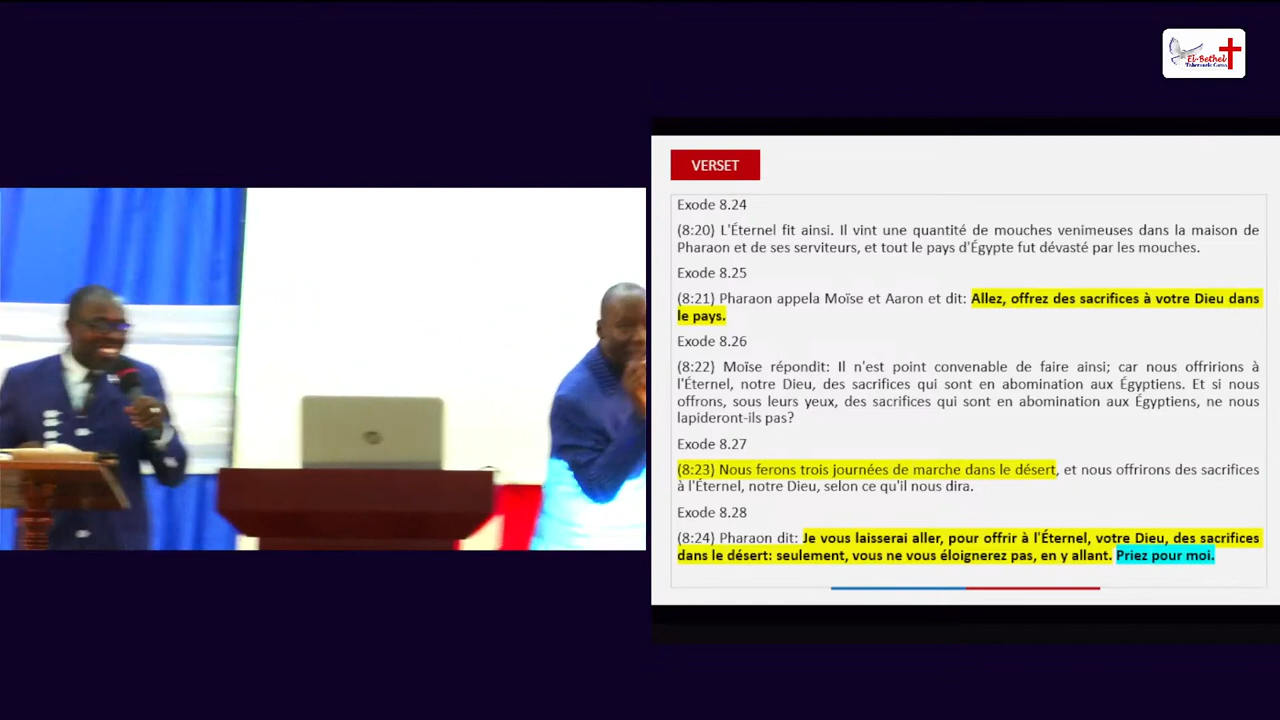 El-Bethel
VERSET
Exode 8.24
(8:20) L'Éternel fit ainsi. Il vint une quantité de mouches venimeuses dans la maison de
Pharaon et de ses serviteurs, et tout le pays d'Égypte fut dévasté par les mouches.
Exode 8.25
(8:21) Pharaon appela Moïse et Aaron et dit: Allez, offrez des sacrifices à votre Dieu dans
le pays.
Exode 8.26
(8:22) Moïse répondit: Il n'est point convenable de faire ainsi; car nous offririons à
l'Éternel, notre Dieu, des sacrifices qui sont en abomination aux Égyptiens. Et si nous
offrons, sous leurs yeux, des sacrifices qui sont en abomination aux Égyptiens, ne nous
lapideront-ils pas?
Exode 8.27
(8:23) Nous ferons trois journées de marche dans le désert, et nous offrirons des sacrifices
à l'Éternel, notre Dieu, selon ce qu'il nous dira.
Exode 8.28
(8:24) Pharaon dit: Je vous laisserai aller, pour offrir à l'Éternel, votre Dieu, des sacrifices
dans le désert: seulement, vous ne vous éloignerez pas, en y allant. Priez pour moi.